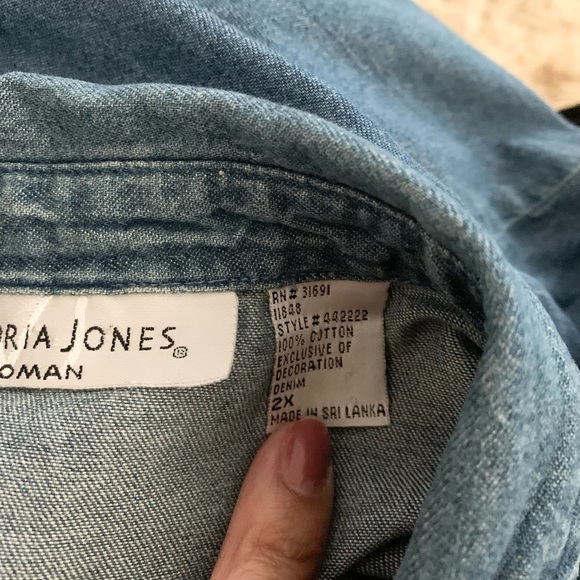 ORIA JONES®
OMAN
RN# 31691
11848
STYLE# 442222
100% COTTON
EXCLUSIVE OF
DECORATION
DENIM
2X
MADE IN SRI LANKA